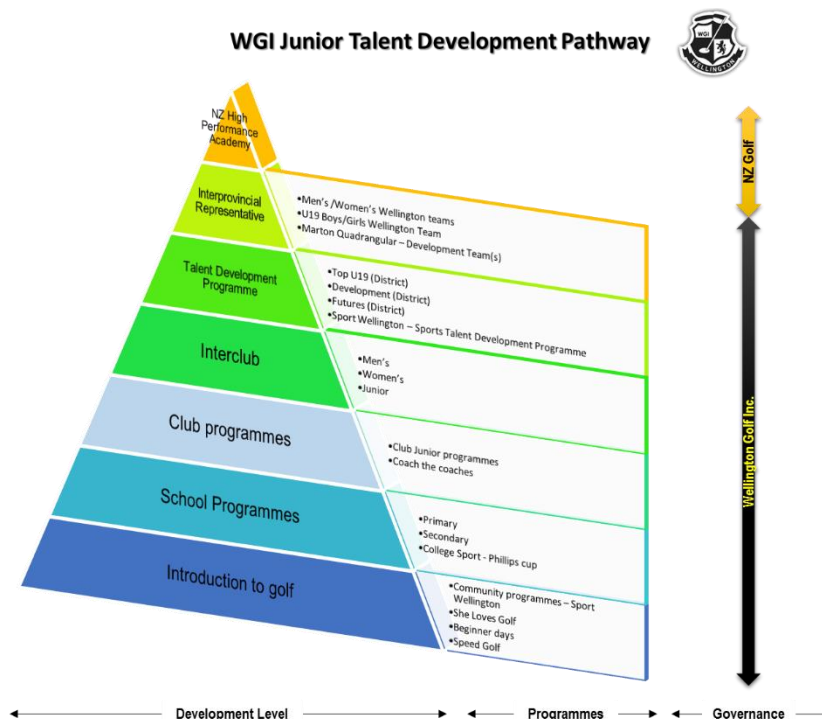 WGI Junior Talent Development Pathway
WGI
WELLINGTON
NZ High
Performance
Academy
NZ Golf
Interprovincial
Representative
•Men's /Women's Wellington teams
•U19 Boys/Girls Wellington Team
•Marton Quadrangular – Development Team(s)
Talent Development
Programme
•Top U19 (District)
•Development (District)
•Futures (District)
•Sport Wellington – Sports Talent Development Programme
Interclub
•Men's
•Women's
•Junior
Club programmes
•Club Junior programmes
•Coach the coaches
School Programmes
•Primary
•Secondary
•College Sport - Phillips cup
Introduction to golf
•Community programmes – Sport
Wellington
•She Loves Golf
•Beginner days
•Speed Golf
Wellington Golf Inc.
Development Level
Programmes
Governance